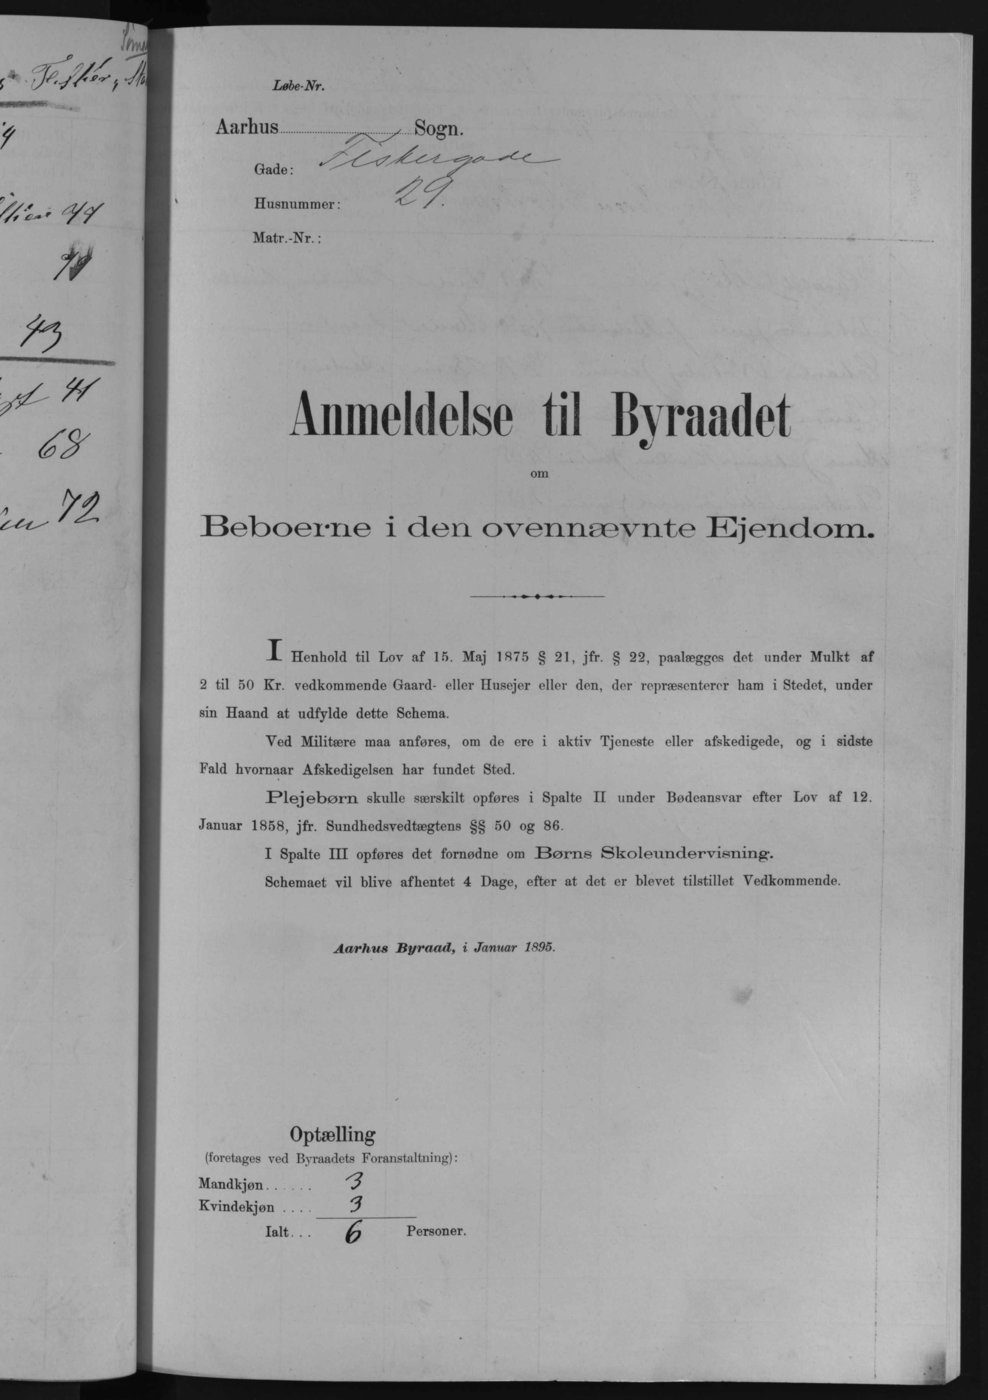 Løbe-Nr.
Aarhus Sogn.
Gade: Fiskergade
Husnummer: 29.
Matr.-Nr.:
Anmeldelse til Byraadet
om
Beboerne i den ovennævnte Ejendom.
I Henhold til Lov af 15. Maj 1875 § 21, jfr. § 22, paalægges det under Mulkt af
2 til 50 Kr. vedkommende Gaard- eller Husejer eller den, der repræsenterer ham i Stedet, under
sin Haand at udfylde dette Schema.
Ved Militære maa anføres, om de ere i aktiv Tjeneste eller afskedigede, og i sidste
Fald hvornaar Afskedigelsen har fundet Sted.
Plejebørn skulle særskilt opføres i Spalte II under Bødeansvar efter Lov af 12.
Januar 1858, jfr. Sundhedsvedtægtens §§ 50 og 86.
I Spalte III opføres det fornødne om Børns Skoleundervisning.
Schemaet vil blive afhentet 4 Dage, efter at det er blevet tilstillet Vedkommende.
Aarhus Byraad, i Januar 1895.
Optælling
(foretages ved Byraadets Foranstaltning):
Mandkjøn...... 3
Kvindekjøn .... 3
Ialt... 6 Personer.
43
41
68
72